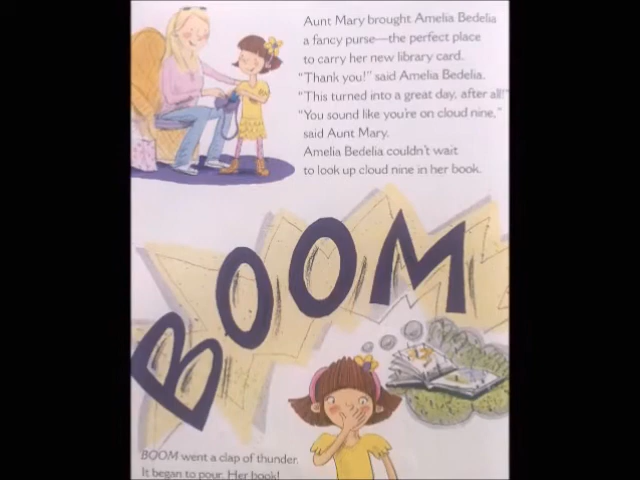 Aunt Mary brought Amelia Bedelia
a fancy purse—the perfect place
to carry her new library card.
"Thank you!" said Amelia Bedelia.
"This turned into a great day, after all!"
"You sound like you're on cloud nine,"
said Aunt Mary.
Amelia Bedelia couldn't wait
to look up cloud nine in her book.
BOOM
BOOM went a clap of thunder.
It began to pour. Her book!